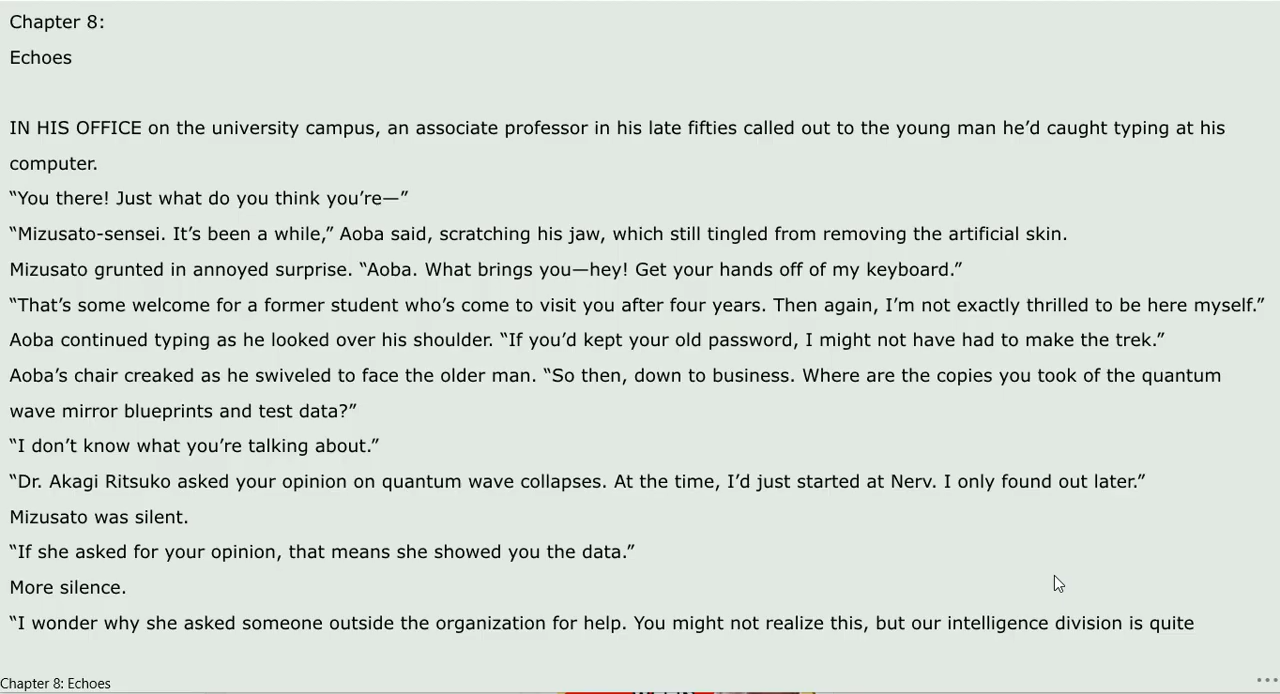 Chapter 8:
Echoes
IN HIS OFFICE on the university campus, an associate professor in his late fifties called out to the young man he’d caught typing at his
computer.
“You there! Just what do you think you’re—”
“Mizusato-sensei. It’s been a while,” Aoba said, scratching his jaw, which still tingled from removing the artificial skin.
Mizusato grunted in annoyed surprise. “Aoba. What brings you—hey! Get your hands off of my keyboard.”
“That’s some welcome for a former student who’s come to visit you after four years. Then again, I’m not exactly thrilled to be here myself.”
Aoba continued typing as he looked over his shoulder. “If you’d kept your old password, I might not have had to make the trek.”
Aoba’s chair creaked as he swiveled to face the older man. “So then, down to business. Where are the copies you took of the quantum
wave mirror blueprints and test data?”
“I don’t know what you’re talking about.”
“Dr. Akagi Ritsuko asked your opinion on quantum wave collapses. At the time, I’d just started at Nerv. I only found out later.”
Mizusato was silent.
“If she asked for your opinion, that means she showed you the data.”
More silence.
“I wonder why she asked someone outside the organization for help. You might not realize this, but our intelligence division is quite
Chapter 8: Echoes